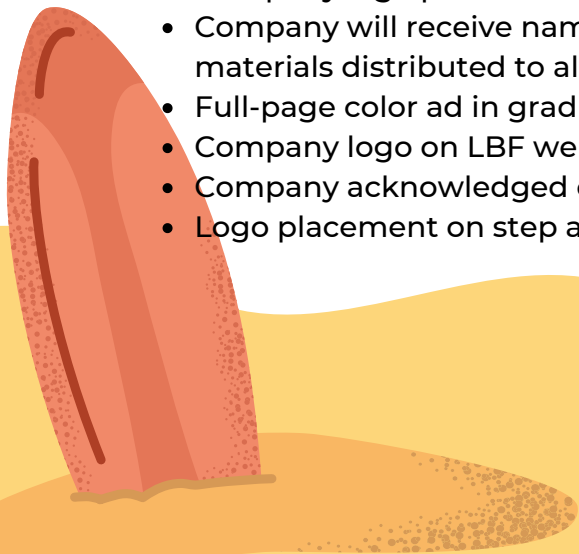 • Company will receive nam
materials distributed to al
• Full-page color ad in grad
• Company logo on LBF we
• Company acknowledged
• Logo placement on step a